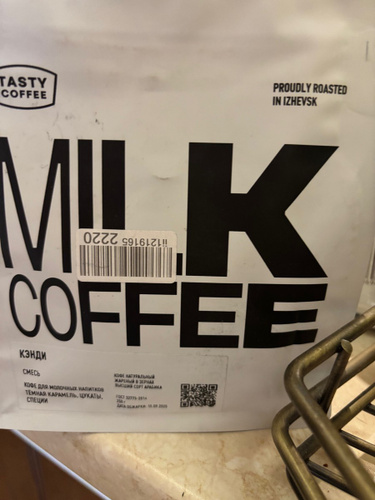 TASTY
COFFEE
PROUDLY ROASTED
IN IZHEVSK
MILK
ii1219165 2220
COFFEE
КЭНДИ
СМЕСЬ
КОФЕ ДЛЯ МОЛОЧНЫХ НАПИТКОВ
ТЕМНАЯ КАРАМЕЛЬ, ЦУКАТЫ,
СПЕЦИИ
КОФЕ НАТУРАЛЬНЫЙ
ЖАРЕНЫЙ В ЗЕРНАХ
ВЫСШИЙ СОРТ АРАБИКА